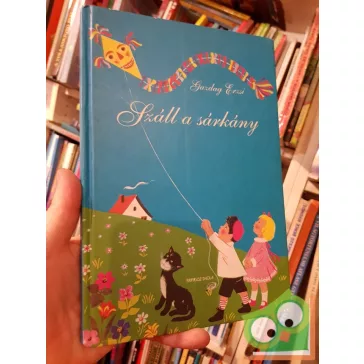 Gazdag Erzsi
Száll a sárkány